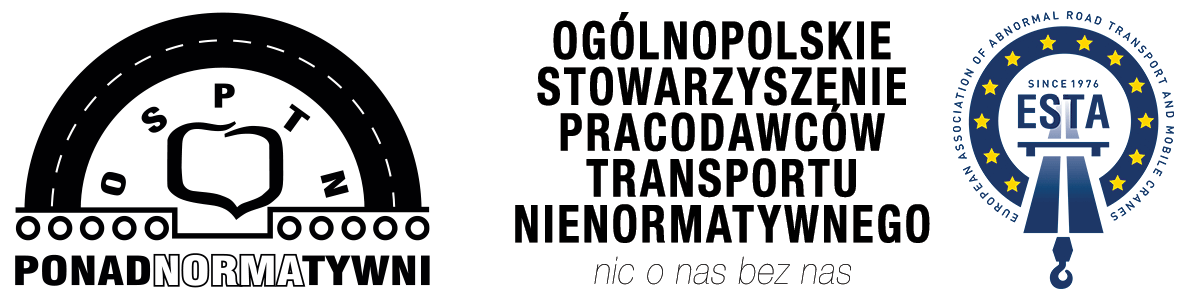 O S P T N
PONADNORMATYWNI
OGÓLNOPOLSKIE
STOWARZYSZENIE
PRACODAWCÓW
TRANSPORTU
NIENORMATYWNEGO
nic o nas bez nas
EUROPEAN ASSOCIATION OF ABNORMAL ROAD TRANSPORT AND MOBILE CRANES
SINCE 1976
ESTA